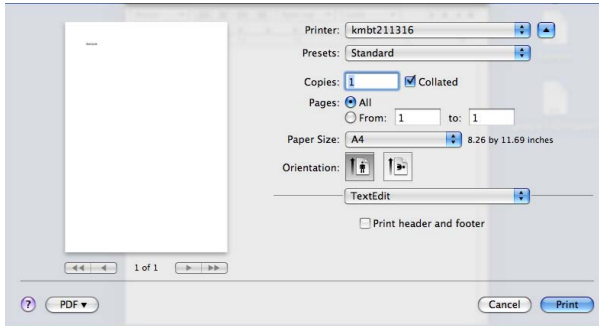 Printer: kmbt211316
Presets: Standard
Copies: 1 Collated
Pages: All
From: 1 to: 1
Paper Size: A4 8.26 by 11.69 inches
Orientation:
TextEdit
Print header and footer
1 of 1
? PDF ▼ Cancel Print